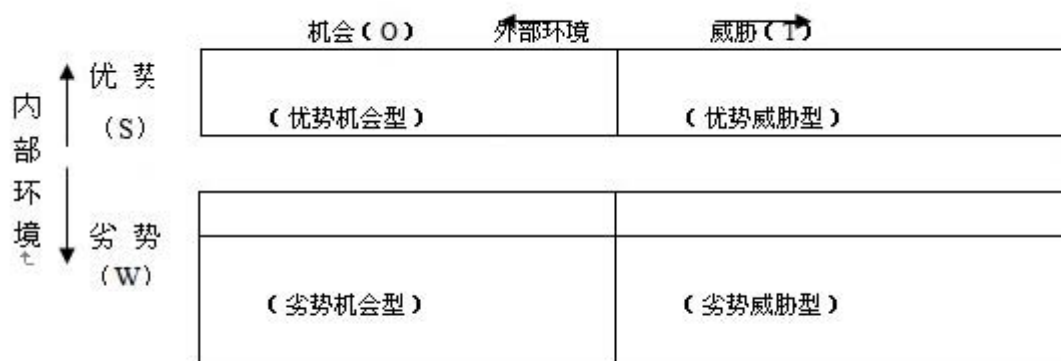 机会(O) 外部环境 威胁(T)
优势
(S)
(优势机会型) (优势威胁型)
内部环境
劣势
(W)
(劣势机会型) (劣势威胁型)